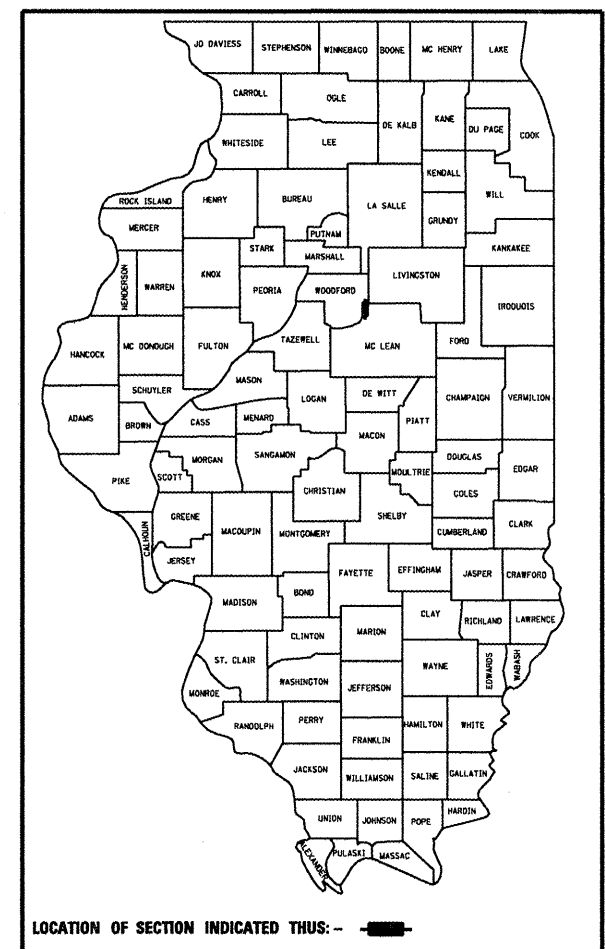 JO DAVIESS STEPHENSON WINNEBAGO BOONE MC HENRY LAKE
CARROLL OGLE DE KALB KANE DU PAGE COOK
WHITESIDE LEE
KENDALL WILL
ROCK ISLAND HENRY BUREAU LA SALLE GRUNDY
MERCER PUTNAM
STARK MARSHALL KANKAKEE
HENDERSON WARREN KNOX PEORIA WOODFORD LIVINGSTON IROQUOIS
HANCOCK MC DONOUGH FULTON TAZEWELL MC LEAN FORD
SCHUYLER MASON LOGAN DE WITT CHAMPAIGN VERMILION
ADAMS BROWN CASS MENARD MACON PIATT
PIKE SCOTT MORGAN SANGAMON CHRISTIAN MOULTRIE DOUGLAS EDGAR
COLES
CALHOUN GREENE MACOUPIN MONTGOMERY SHELBY CUMBERLAND CLARK
JERSEY FAYETTE EFFINGHAM JASPER CRAWFORD
MADISON BOND
CLINTON MARION CLAY RICHLAND LAWRENCE
ST. CLAIR WAYNE EDWARDS WABASH
MONROE WASHINGTON JEFFERSON
RANDOLPH PERRY HAMILTON WHITE
FRANKLIN
JACKSON WILLIAMSON SALINE GALLATIN
UNION JOHNSON POPE HARDIN
ALEXANDER PULASKI MASSAC
LOCATION OF SECTION INDICATED THUS: -